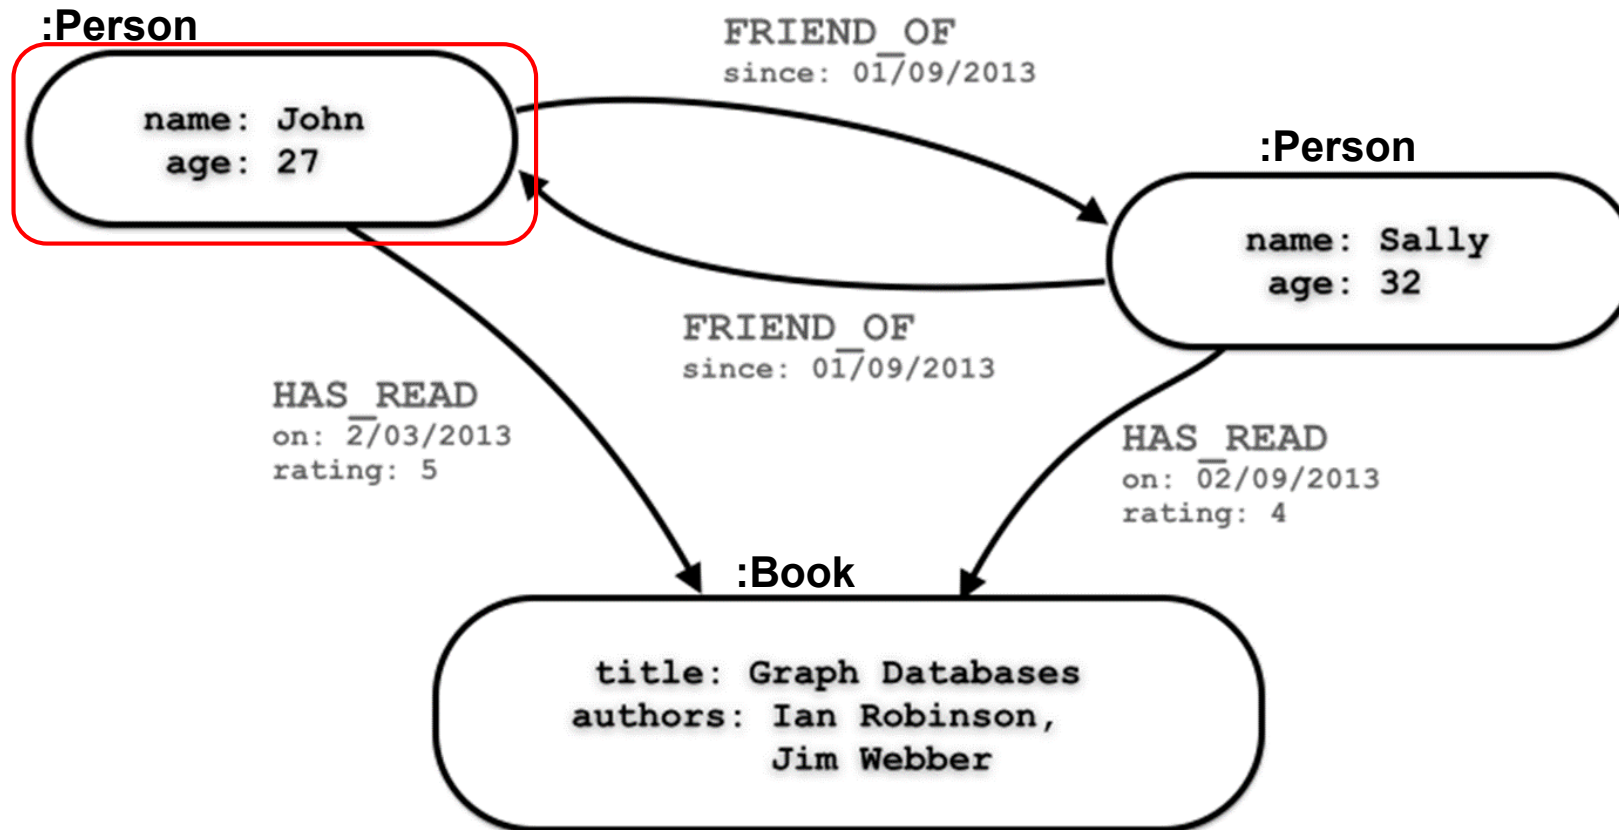 :Person
name: John
age: 27
FRIEND_OF
since: 01/09/2013
:Person
name: Sally
age: 32
FRIEND_OF
since: 01/09/2013
HAS_READ
on: 2/03/2013
rating: 5
HAS_READ
on: 02/09/2013
rating: 4
:Book
title: Graph Databases
authors: Ian Robinson,
Jim Webber